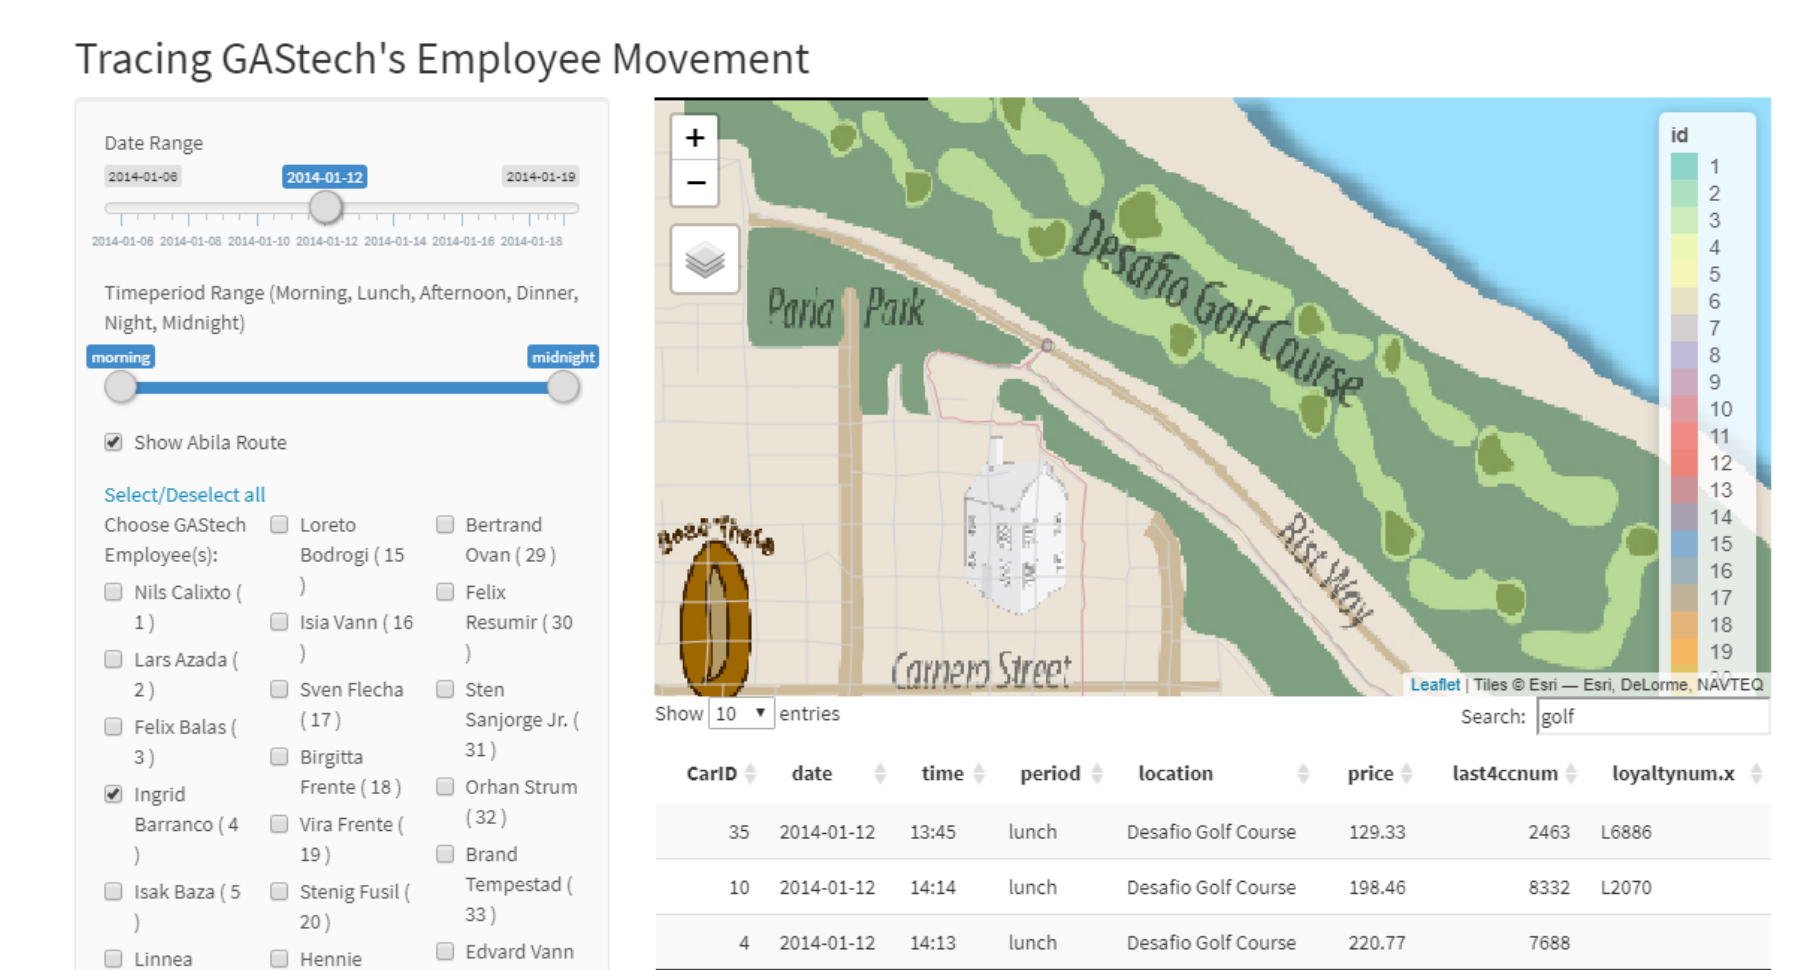 Tracing GAStech's Employee Movement
Date Range
2014-01-06
2014-01-12
2014-01-19
2014-01-06 2014-01-08 2014-01-10 2014-01-12 2014-01-14 2014-01-16 2014-01-18
Timeperiod Range (Morning, Lunch, Afternoon, Dinner,
Night, Midnight)
morning
midnight
Show Abila Route
Select/Deselect all
Choose GAStech
Employee(s):
Nils Calixto (
1 )
Lars Azada (
2 )
Felix Balas (
3 )
Ingrid
Barranco ( 4
)
Isak Baza ( 5
)
Linnea
Loreto
Bodrogi ( 15
)
Isia Vann ( 16
)
Sven Flecha
( 17 )
Birgitta
Frente ( 18 )
Vira Frente (
19 )
Stenig Fusil (
20 )
Hennie
Bertrand
Ovan ( 29 )
Felix
Resumir ( 30
)
Sten
Sanjorge Jr. (
31 )
Orhan Strum
( 32 )
Brand
Tempestad (
33 )
Edvard Vann
+
−
Desafio Golf Course
Paria Park
Rist Way
Carnero Street
id
1
2
3
4
5
6
7
8
9
10
11
12
13
14
15
16
17
18
19
Leaflet | Tiles © Esri — Esri, DeLorme, NAVTEQ
Show 10 entries
Search: golf
CarID date time period location price last4ccnum loyaltynum.x
35 2014-01-12 13:45 lunch Desafio Golf Course 129.33 2463 L6886
10 2014-01-12 14:14 lunch Desafio Golf Course 198.46 8332 L2070
4 2014-01-12 14:13 lunch Desafio Golf Course 220.77 7688